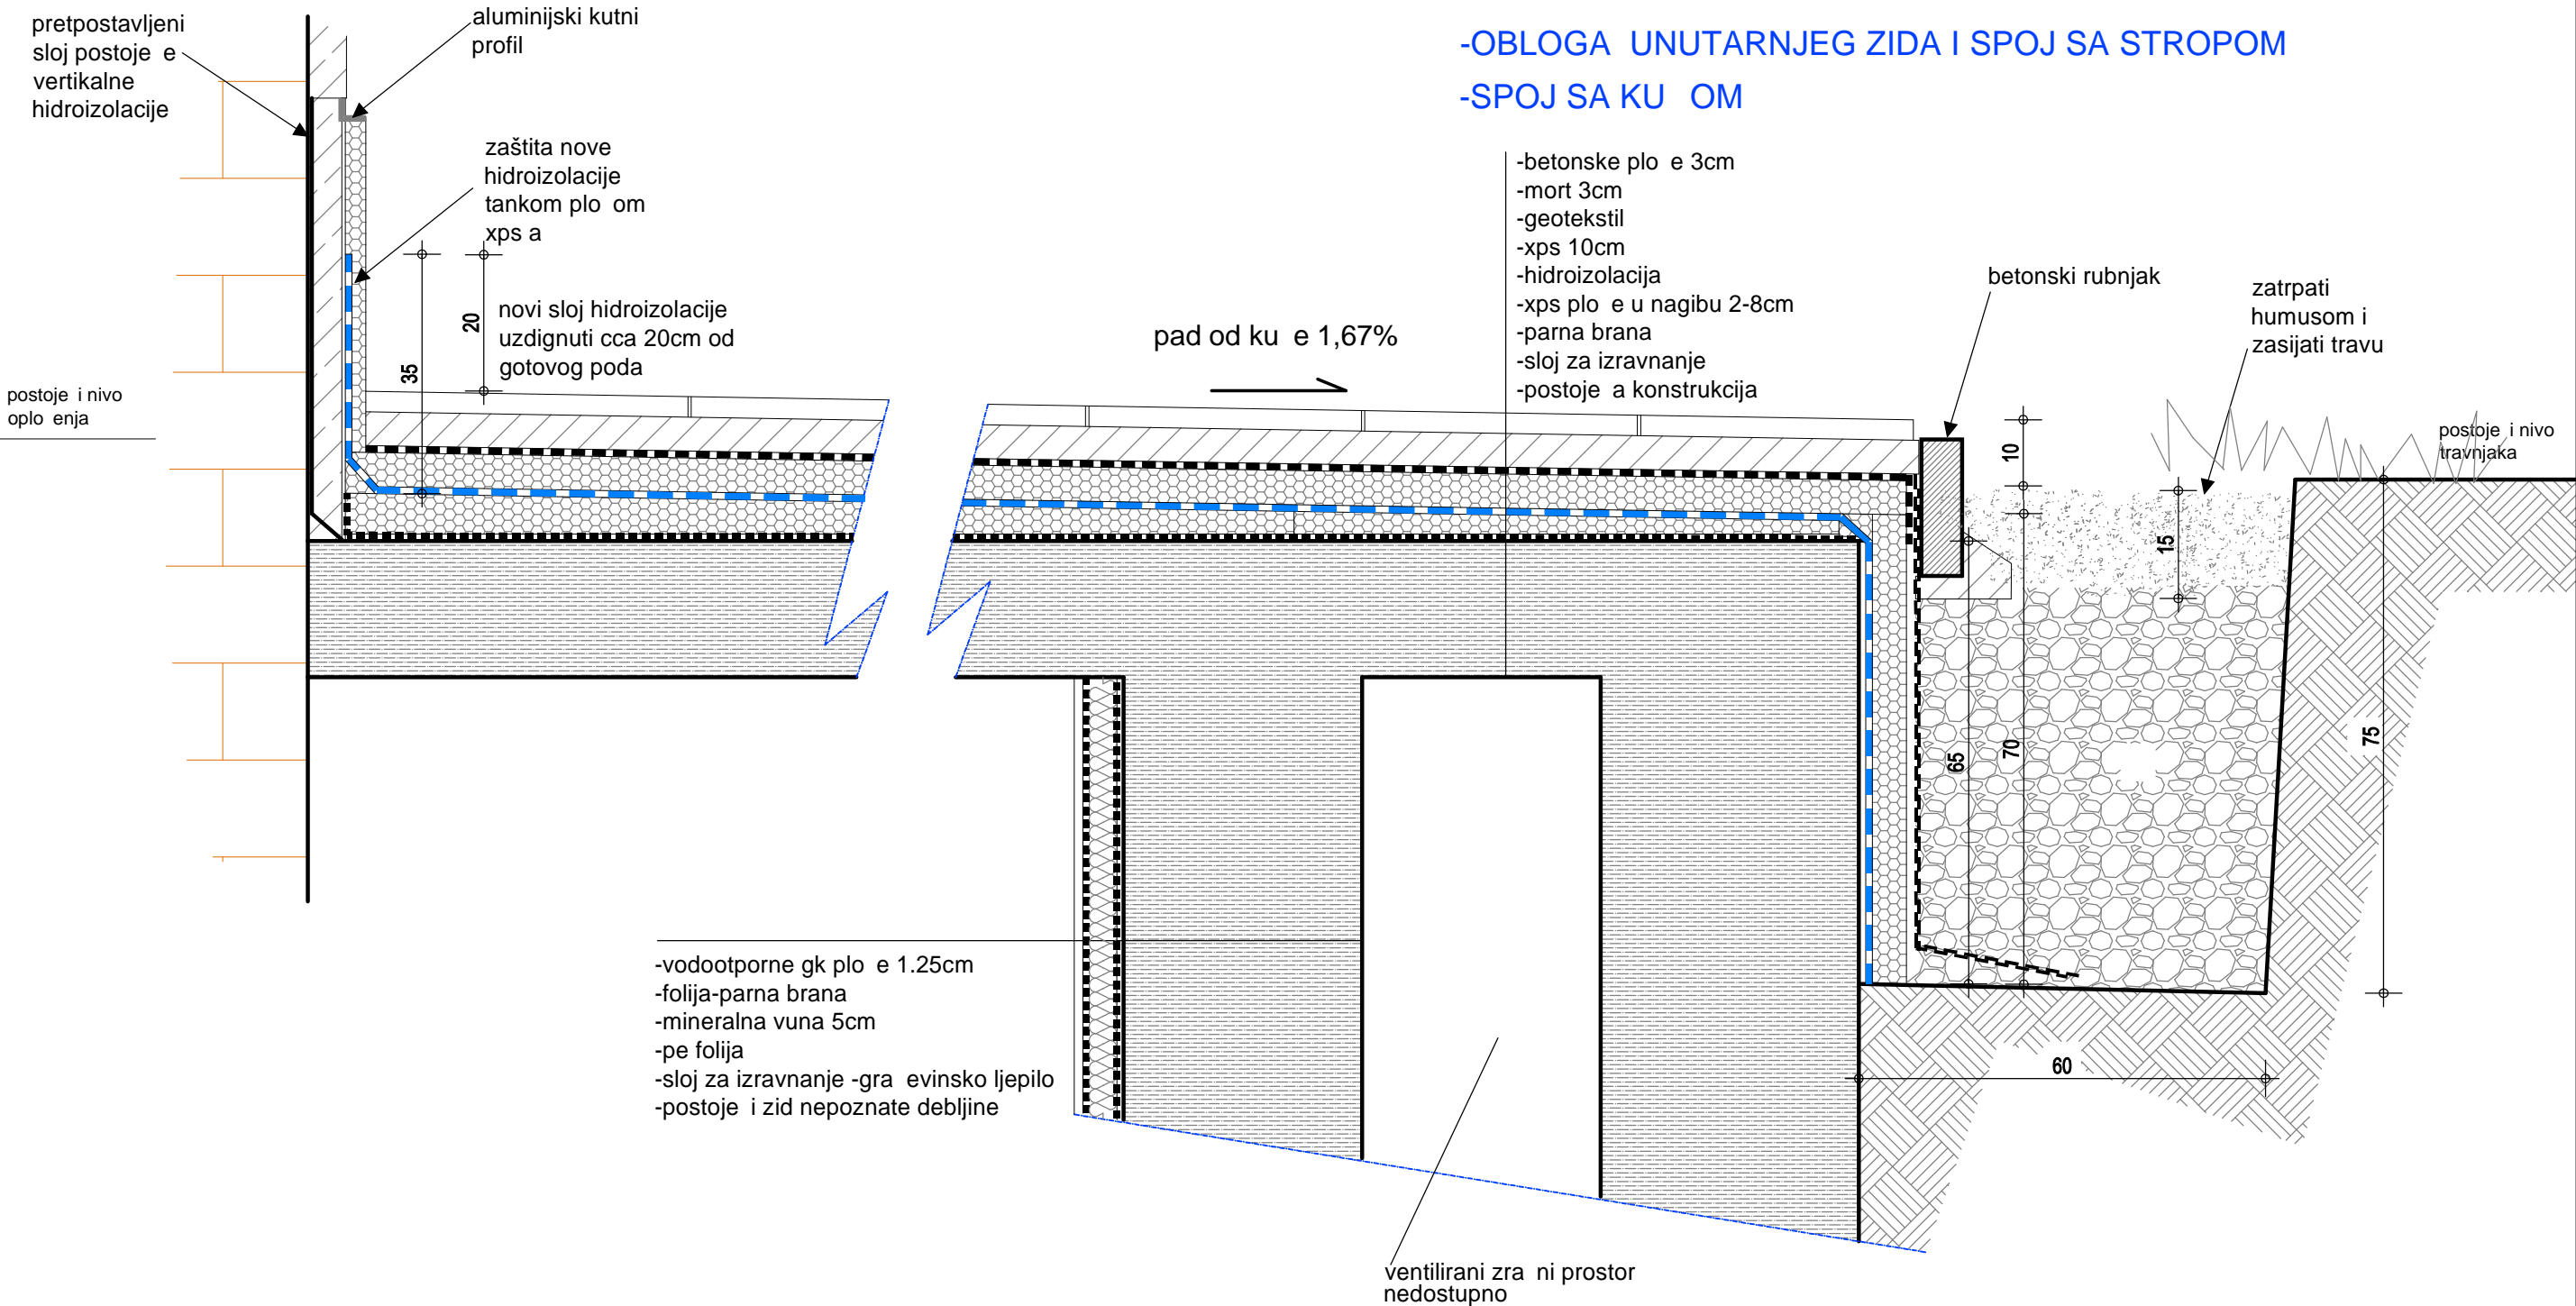 pretpostavljeni
sloj postoje e
vertikalne
hidroizolacije
aluminijski kutni
profil
-OBLOGA UNUTARNJEG ZIDA I SPOJ SA STROPOM
-SPOJ SA KU OM
zaštita nove
hidroizolacije
tankom plo om
xps a
-betonske plo e 3cm
-mort 3cm
-geotekstil
-xps 10cm
-hidroizolacija
-xps plo e u nagibu 2-8cm
-parna brana
-sloj za izravnanje
-postoje a konstrukcija
betonski rubnjak
zatrpati
humusom i
zasijati travu
20
35
novi sloj hidroizolacije
uzdignuti cca 20cm od
gotovog poda
pad od ku e 1,67%
postoje i nivo
oplo enja
10
postoje i nivo
travnjaka
15
65
70
75
60
-vodootporne gk plo e 1.25cm
-folija-parna brana
-mineralna vuna 5cm
-pe folija
-sloj za izravnanje -gra evinsko ljepilo
-postoje i zid nepoznate debljine
ventilirani zra ni prostor
nedostupno